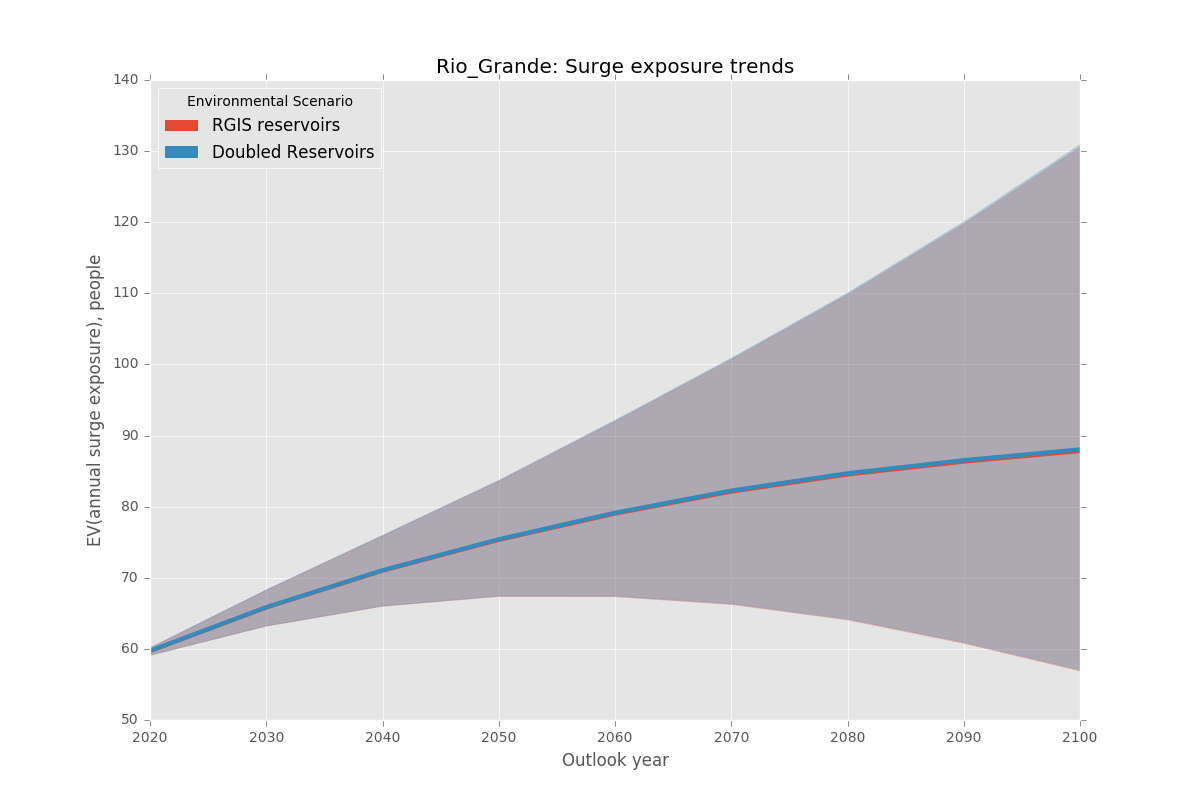 Rio_Grande: Surge exposure trends
Environmental Scenario
RGIS reservoirs
Doubled Reservoirs
EV(annual surge exposure), people
140
130
120
110
100
90
80
70
60
50
2020 2030 2040 2050 2060 2070 2080 2090 2100
Outlook year